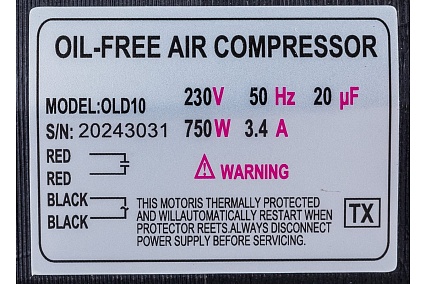 OIL-FREE AIR COMPRESSOR
MODEL:OLD10 230V 50 Hz 20 µF
S/N: 20243031 750W 3.4 A
RED
RED
WARNING
BLACK
BLACK
THIS MOTORIS THERMALLY PROTECTED
AND WILLAUTOMATICALLY RESTART WHEN
PROTECTOR REETS.ALWAYS DISCONNECT
POWER SUPPLY BEFORE SERVICING.
TX